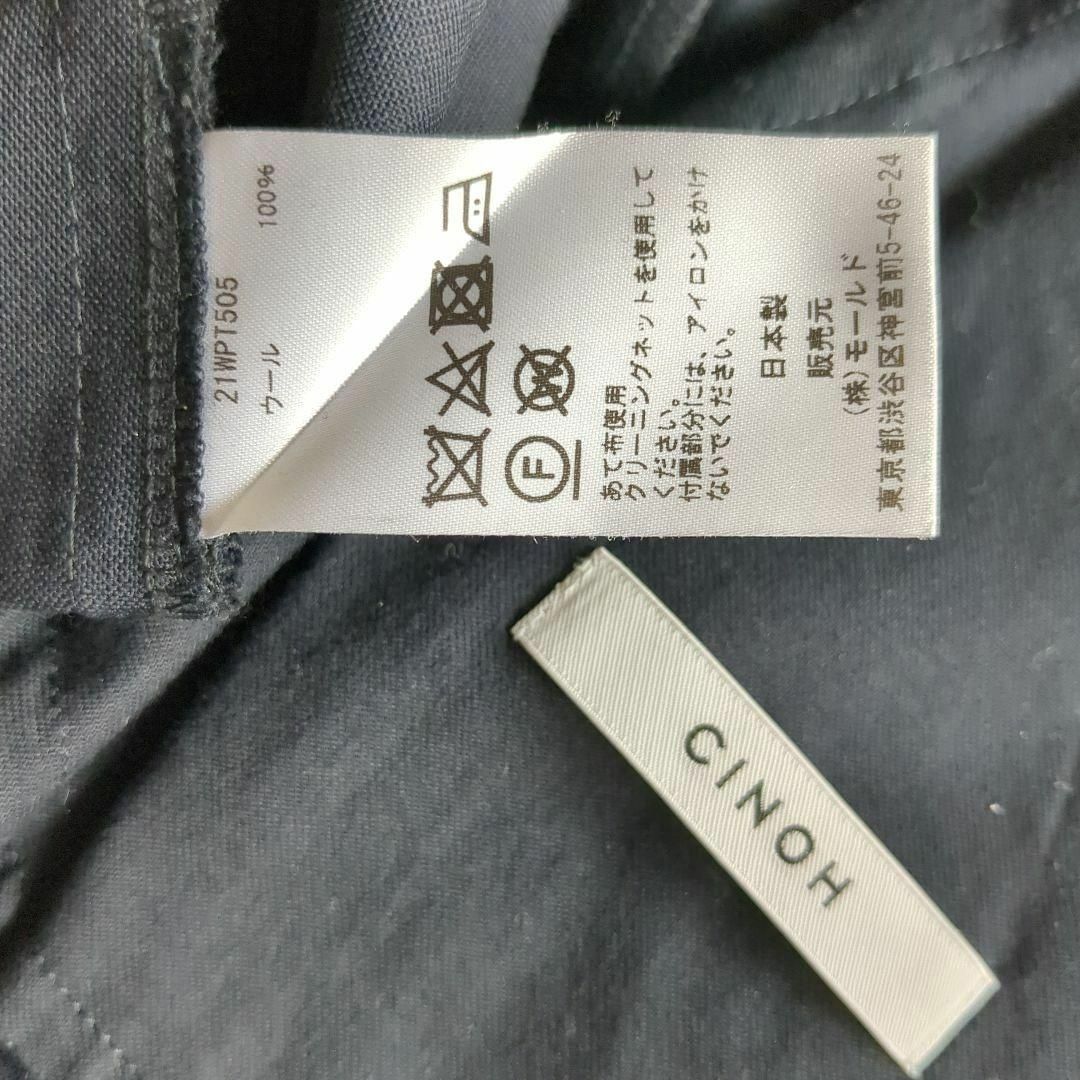 21WPT505
ウール 100%
F
W
あて布使用
クリーニングネットを使用して
ください。
付属部分には、アイロンをかけ
ないでください。
日本製
販売元
(株)モールド
東京都渋谷区神宮前5-46-24
CINOH